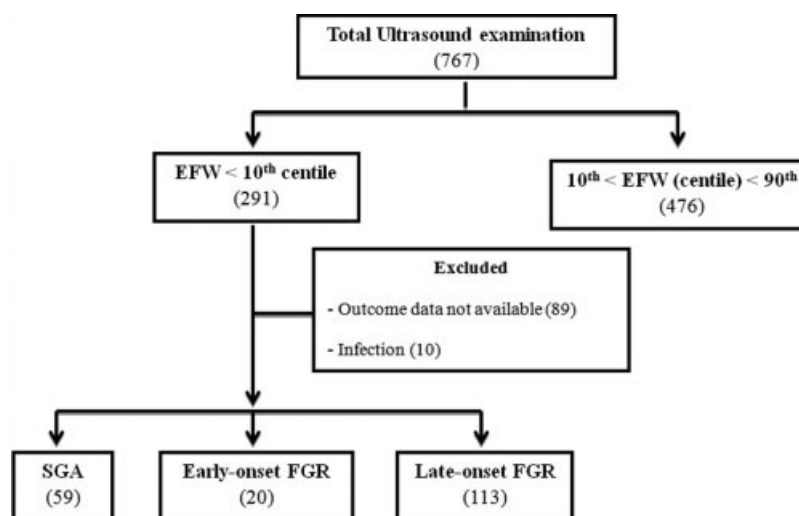 Total Ultrasound examination
(767)
EFW < 10th centile
(291)
10th < EFW (centile) < 90th
(476)
Excluded
- Outcome data not available (89)
- Infection (10)
SGA
(59)
Early-onset FGR
(20)
Late-onset FGR
(113)